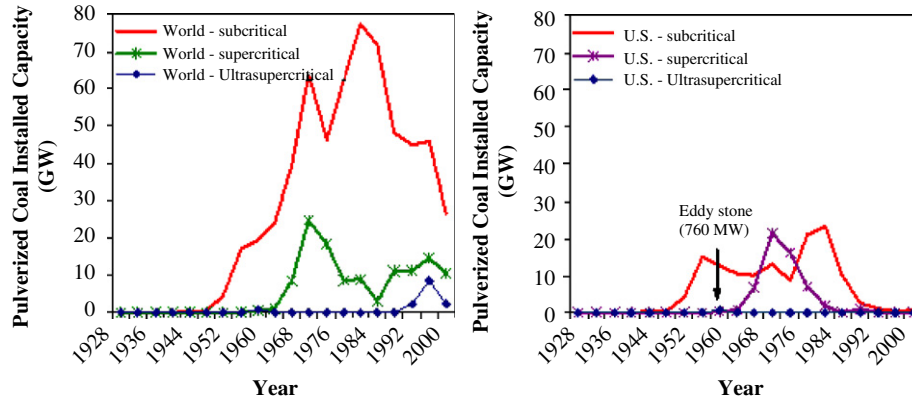 80
70
60
50
40
30
20
10
0
Pulverized Coal Installed Capacity
(GW)
World - subcritical
World - supercritical
World - Ultrasupercritical
1928
1936
1944
1952
1960
1968
1976
1984
1992
2000
Year
80
70
60
50
40
30
20
10
0
Pulverized Coal Installed Capacity
(GW)
U.S. - subcritical
U.S. - supercritical
U.S. - Ultrasupercritical
Eddy stone
(760 MW)
1928
1936
1944
1952
1960
1968
1976
1984
1992
2000
Year